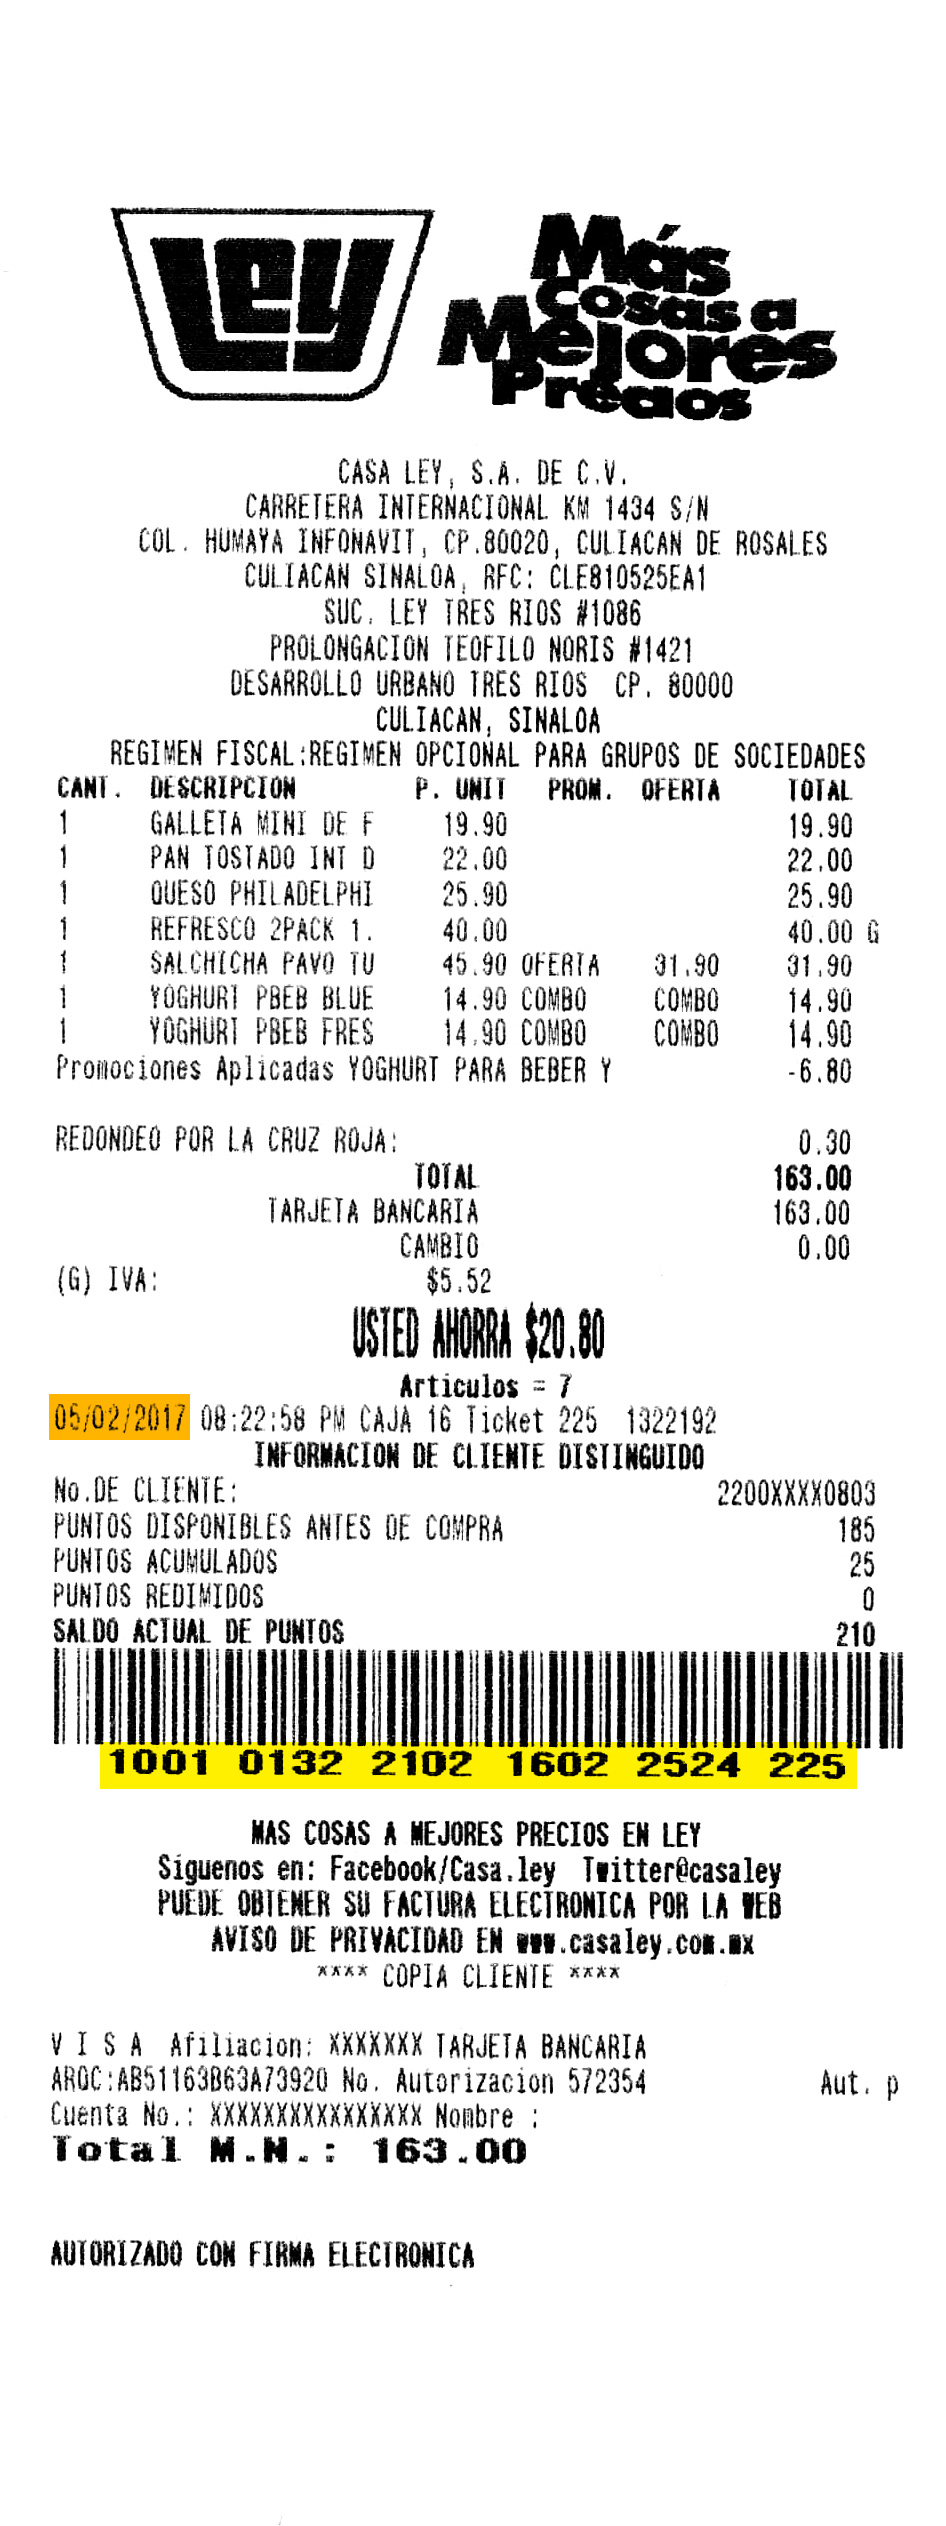 Ley
Más
cosas a
Mejores
Precios
CASA LEY, S.A. DE C.V.
CARRETERA INTERNACIONAL KM 1434 S/N
COL. HUMAYA INFONAVIT, CP.80020, CULIACAN DE ROSALES
CULIACAN SINALOA, RFC: CLE810525EA1
SUC. LEY TRES RIOS #1086
PROLONGACION TEOFILO NORIS #1421
DESARROLLO URBANO TRES RIOS CP. 80000
CULIACAN, SINALOA
REGIMEN FISCAL:REGIMEN OPCIONAL PARA GRUPOS DE SOCIEDADES
CANT. DESCRIPCION P. UNIT PROM. OFERTA TOTAL
1 GALLETA MINI DE F 19.90 19.90
1 PAN TOSTADO INT D 22.00 22.00
1 QUESO PHILADELPHI 25.90 25.90
1 REFRESCO 2PACK 1. 40.00 40.00 G
1 SALCHICHA PAVO TU 45.90 OFERTA 31.90 31.90
1 YOGHURT PBEB BLUE 14.90 COMBO COMBO 14.90
1 YOGHURT PBEB FRES 14.90 COMBO COMBO 14.90
Promociones Aplicadas YOGHURT PARA BEBER Y -6.80
REDONDEO POR LA CRUZ ROJA: 0.30
TOTAL 163.00
TARJETA BANCARIA 163.00
CAMBIO 0.00
(G) IVA: $5.52
USTED AHORRA $20.80
Articulos = 7
05/02/2017 08:22:58 PM CAJA 16 Ticket 225 1322192
INFORMACION DE CLIENTE DISTINGUIDO
No.DE CLIENTE: 2200XXXX0803
PUNTOS DISPONIBLES ANTES DE COMPRA 185
PUNTOS ACUMULADOS 25
PUNTOS REDIMIDOS 0
SALDO ACTUAL DE PUNTOS 210
1001 0132 2102 1602 2524 225
MAS COSAS A MEJORES PRECIOS EN LEY
Siguenos en: Facebook/Casa.ley Twitter@casaley
PUEDE OBTENER SU FACTURA ELECTRONICA POR LA WEB
AVISO DE PRIVACIDAD EN www.casaley.com.mx
**** COPIA CLIENTE ****
V I S A Afiliacion: XXXXXXX TARJETA BANCARIA
ARQC:AB51163B63A73920 No. Autorizacion 572354 Aut. p
Cuenta No.: XXXXXXXXXXXXXXXX Nombre :
Total M.N.: 163.00
AUTORIZADO CON FIRMA ELECTRONICA